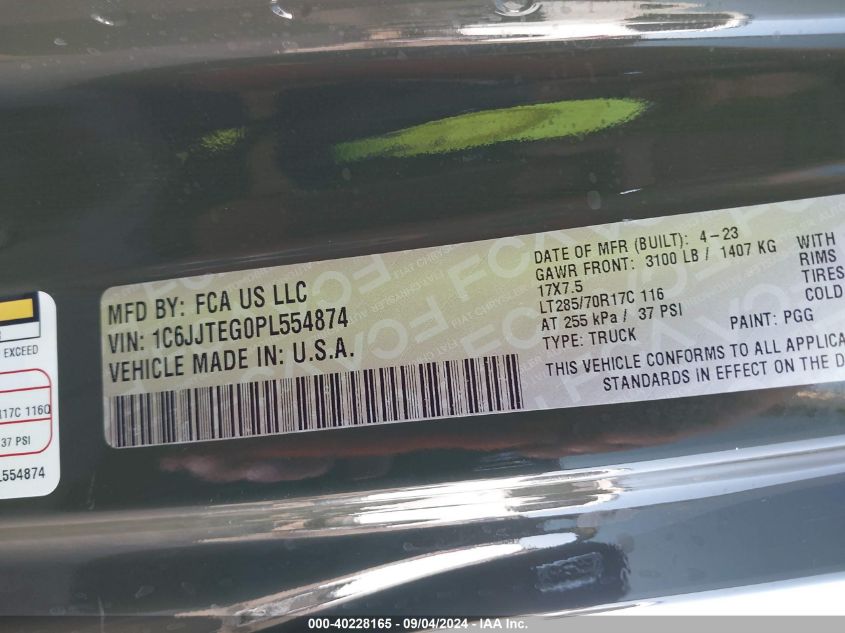 MFD BY: FCA US LLC
VIN: 1C6JJTEG0PL554874
VEHICLE MADE IN: U.S.A.
DATE OF MFR (BUILT): 4-23
GAWR FRONT: 3100 LB / 1407 KG
17X7.5
LT285/70R17C 116
AT 255 kPa / 37 PSI
TYPE: TRUCK
PAINT: PGG
WITH
RIMS
TIRES
COLD
THIS VEHICLE CONFORMS TO ALL APPLICA
STANDARDS IN EFFECT ON THE D
EXCEED
R17C 116Q
37 PSI
L554874
000-40228165 - 09/04/2024 - IAA Inc.